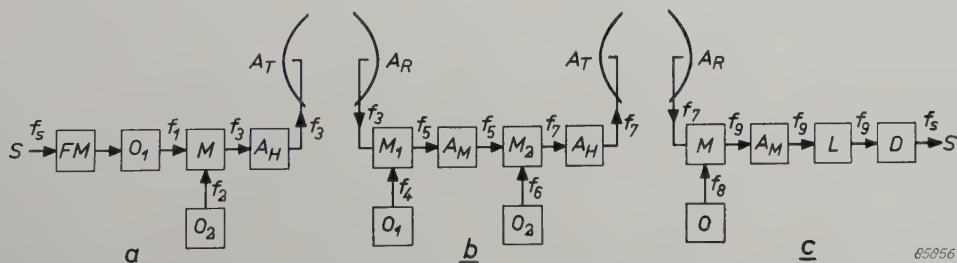 S f_s FM O_1 f_1 M f_3 A_H f_3 A_T
f_2
O_2
a
A_R f_3 M_1 f_5 A_M f_5 M_2 f_7 A_H f_7 A_T
f_4 f_6
O_1 O_2
b
A_R f_7 M f_9 A_M f_9 L f_9 D f_s S
f_8
O
c
85856